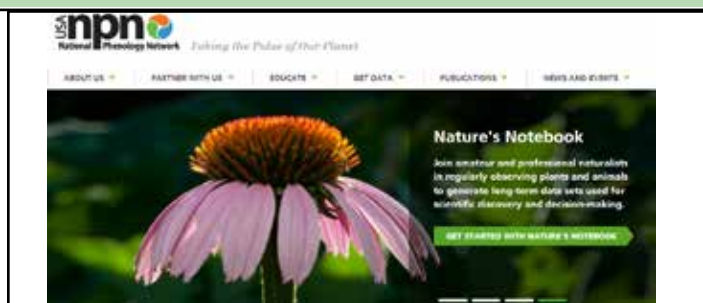 USA
npn
National Phenology Network Taking the Pulse of Our Planet
ABOUT US PARTNER WITH US EDUCATE GET DATA PUBLICATIONS NEWS AND EVENTS
Nature's Notebook
Join amateur and professional naturalists
in regularly observing plants and animals
to generate long-term data sets used for
scientific discovery and decision-making.
GET STARTED WITH NATURE'S NOTEBOOK